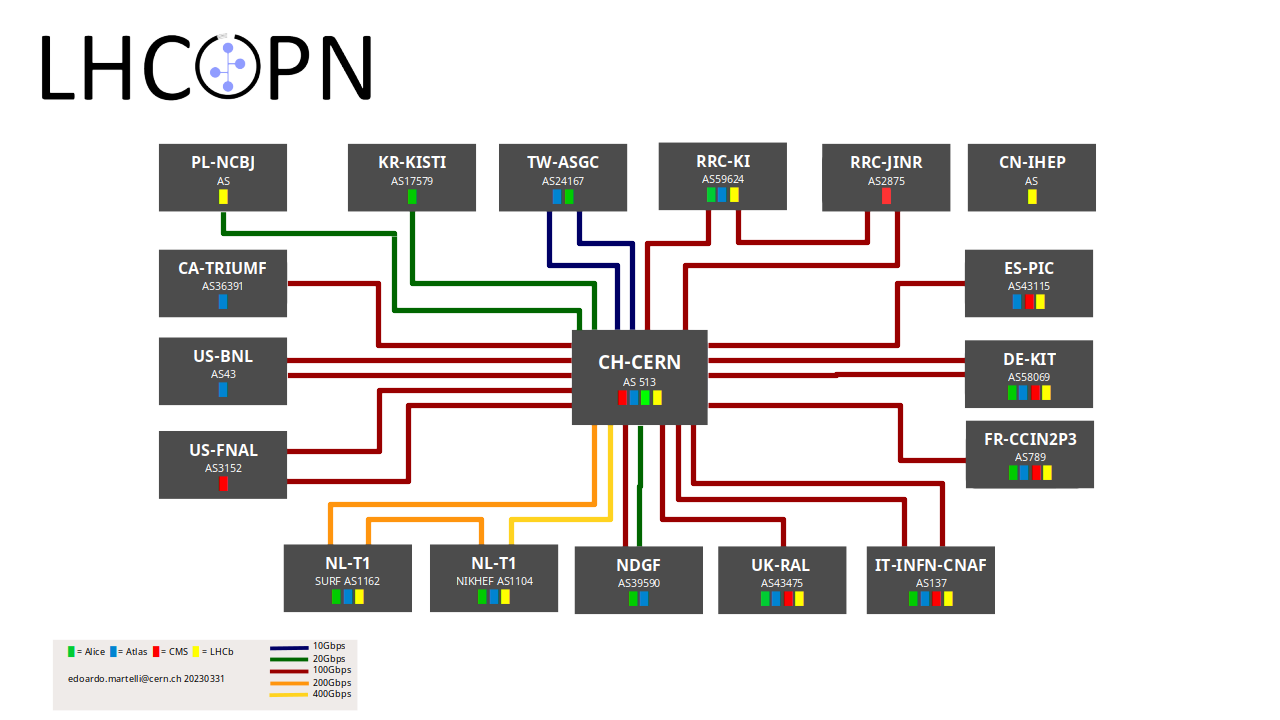 LHCOPN
PL-NCBJ
AS
KR-KISTI
AS17579
TW-ASGC
AS24167
RRC-KI
AS59624
RRC-JINR
AS2875
CN-IHEP
AS
CA-TRIUMF
AS36391
ES-PIC
AS43115
US-BNL
AS43
CH-CERN
AS 513
DE-KIT
AS58069
US-FNAL
AS3152
FR-CCIN2P3
AS789
NL-T1
SURF AS1162
NL-T1
NIKHEF AS1104
NDGF
AS39590
UK-RAL
AS43475
IT-INFN-CNAF
AS137
= Alice = Atlas = CMS = LHCb
edoardo.martelli@cern.ch 20230331
10Gbps
20Gbps
100Gbps
200Gbps
400Gbps